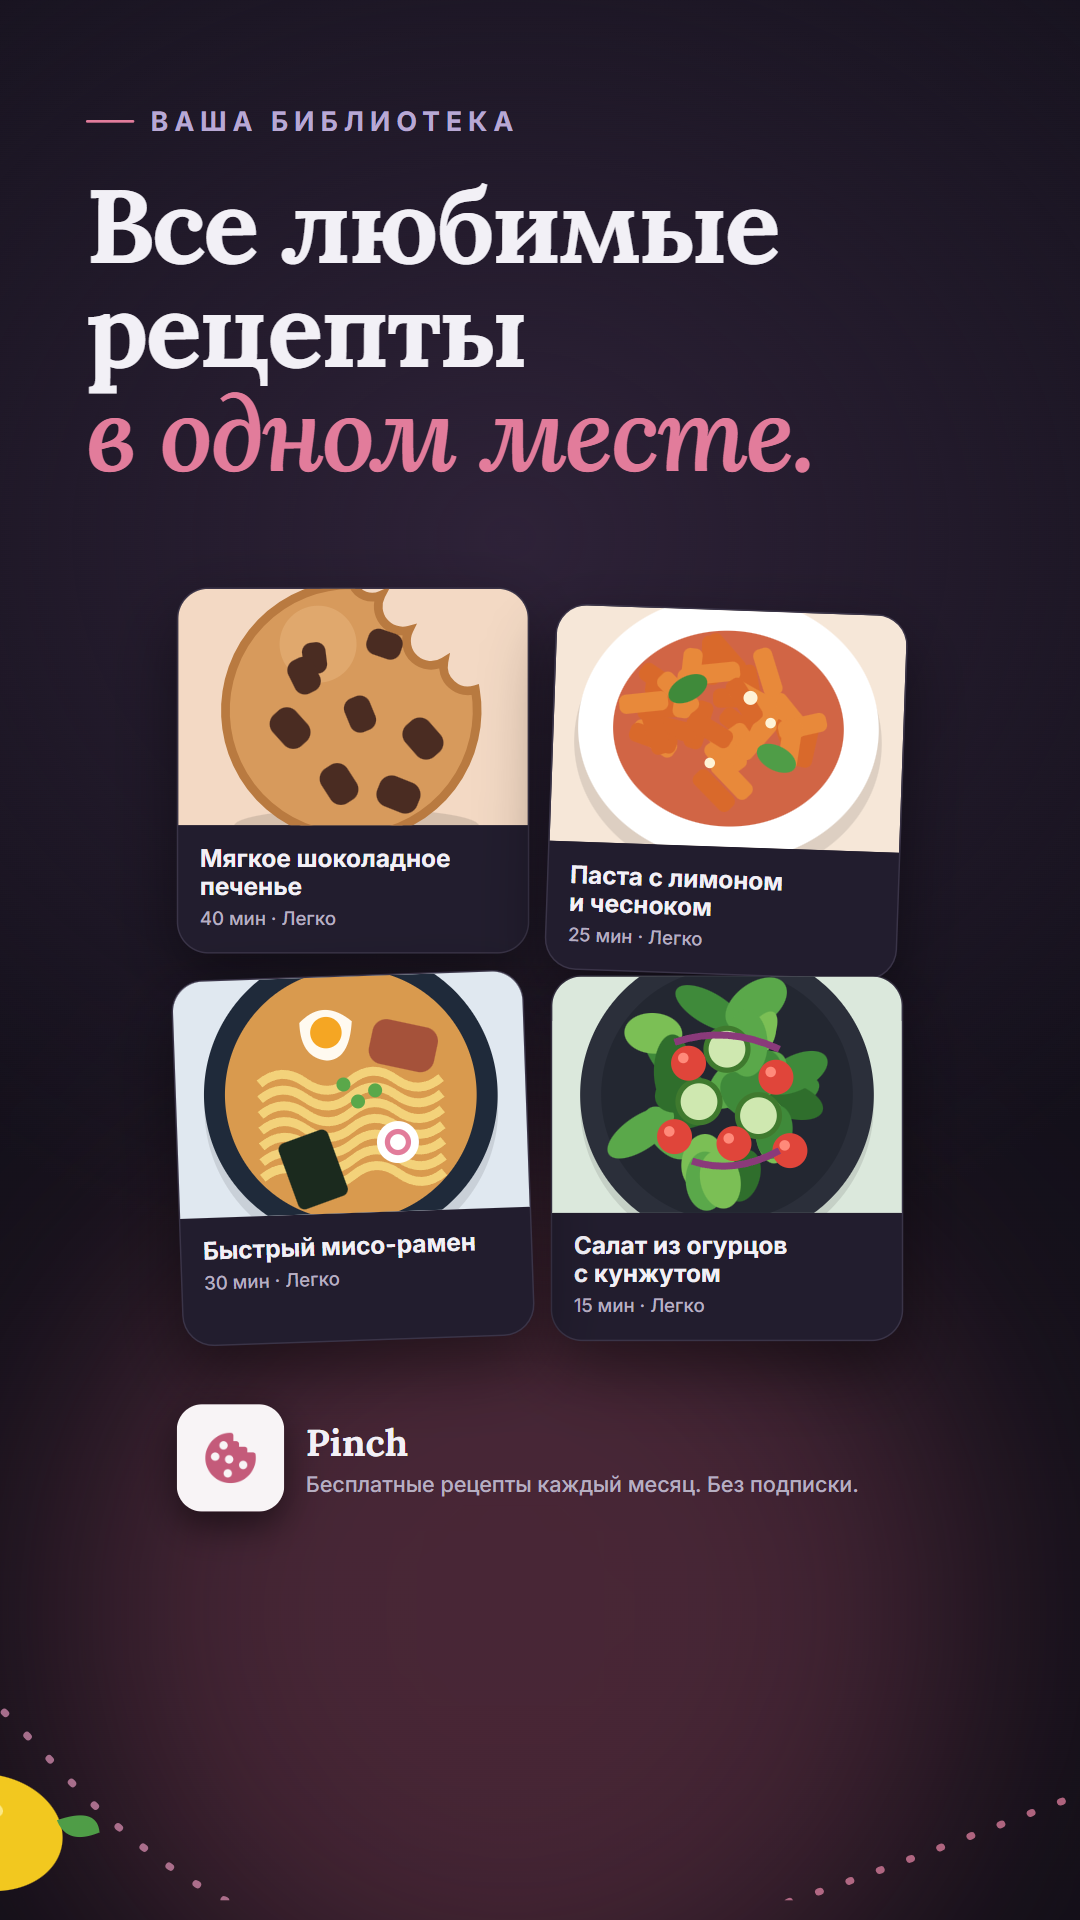 ВАША БИБЛИОТЕКА
Все любимые
рецепты
в одном месте.
Мягкое шоколадное
печенье
40 мин · Легко
Паста с лимоном
и чесноком
25 мин · Легко
Быстрый мисо-рамен
30 мин · Легко
Салат из огурцов
с кунжутом
15 мин · Легко
Pinch
Бесплатные рецепты каждый месяц. Без подписки.